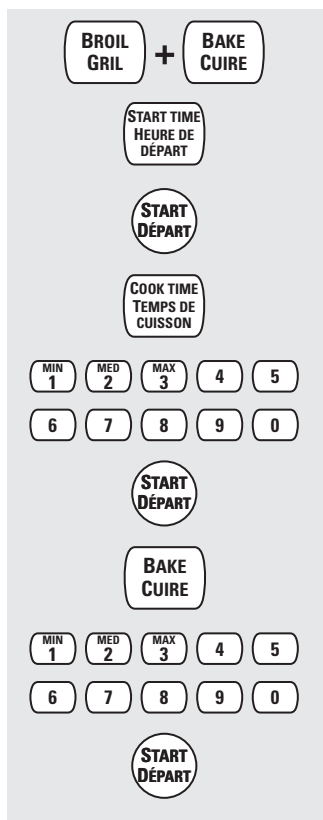 BROIL + BAKE
GRIL CUIRE
START TIME
HEURE DE
DÉPART
START
DÉPART
COOK TIME
TEMPS DE
CUISSON
MIN MED MAX
1 2 3 4 5
6 7 8 9 0
START
DÉPART
BAKE
CUIRE
MIN MED MAX
1 2 3 4 5
6 7 8 9 0
START
DÉPART